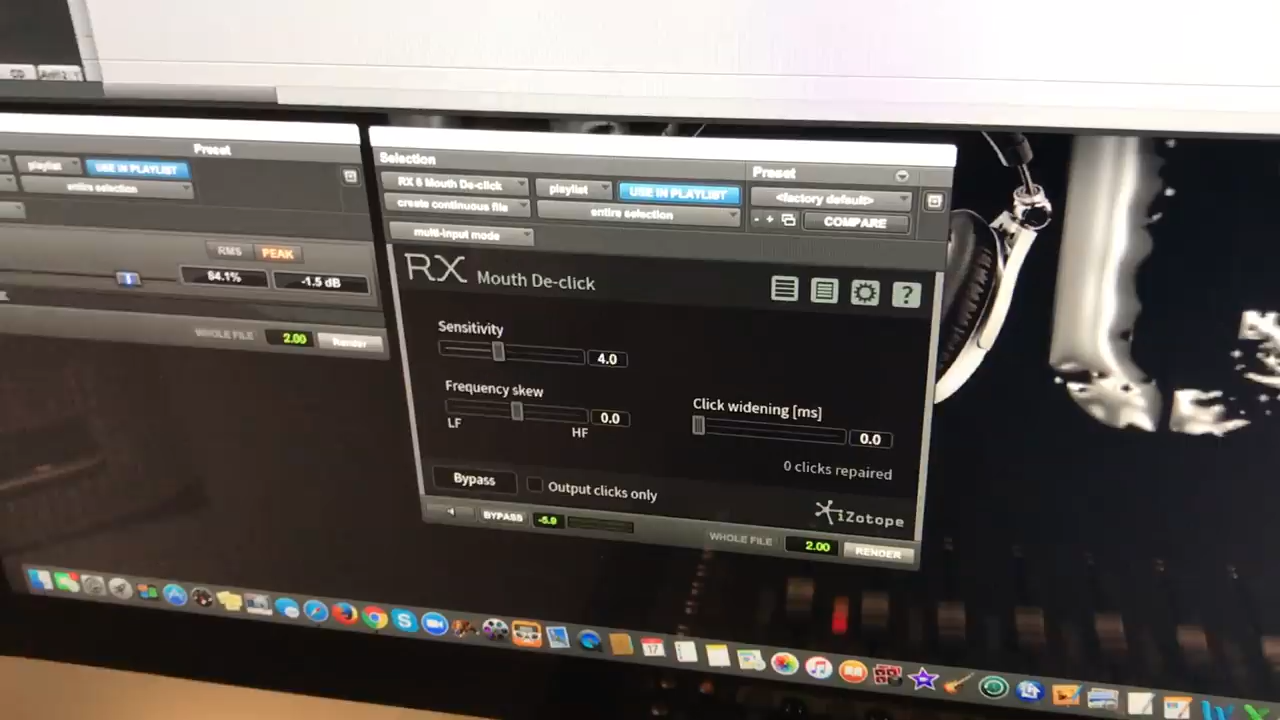 Preset
playlist
USE IN PLAYLIST
entire selection
RMS
PEAK
-1.5 dB
WHOLE FILE
2.00
Render
Selection
Preset
RX 6 Mouth De-click
playlist
USE IN PLAYLIST
<factory default>
create continuous file
entire selection
- +
COMPARE
multi-input mode
RX Mouth De-click
?
Sensitivity
4.0
Frequency skew
0.0
LF
HF
Click widening [ms]
0.0
0 clicks repaired
Bypass
Output clicks only
iZotope
BYPASS
-5.9
WHOLE FILE
2.00
RENDER
17